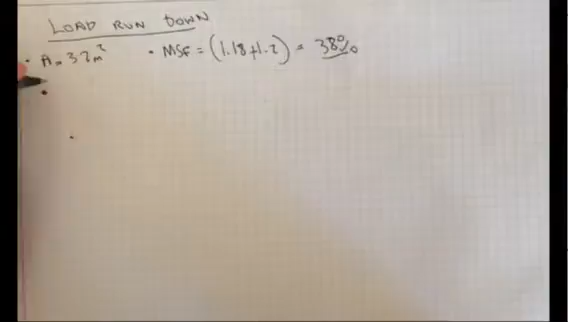 LOAD RUN DOWN
• A = 32m² • MSF = (1.18+1.2) = 38%